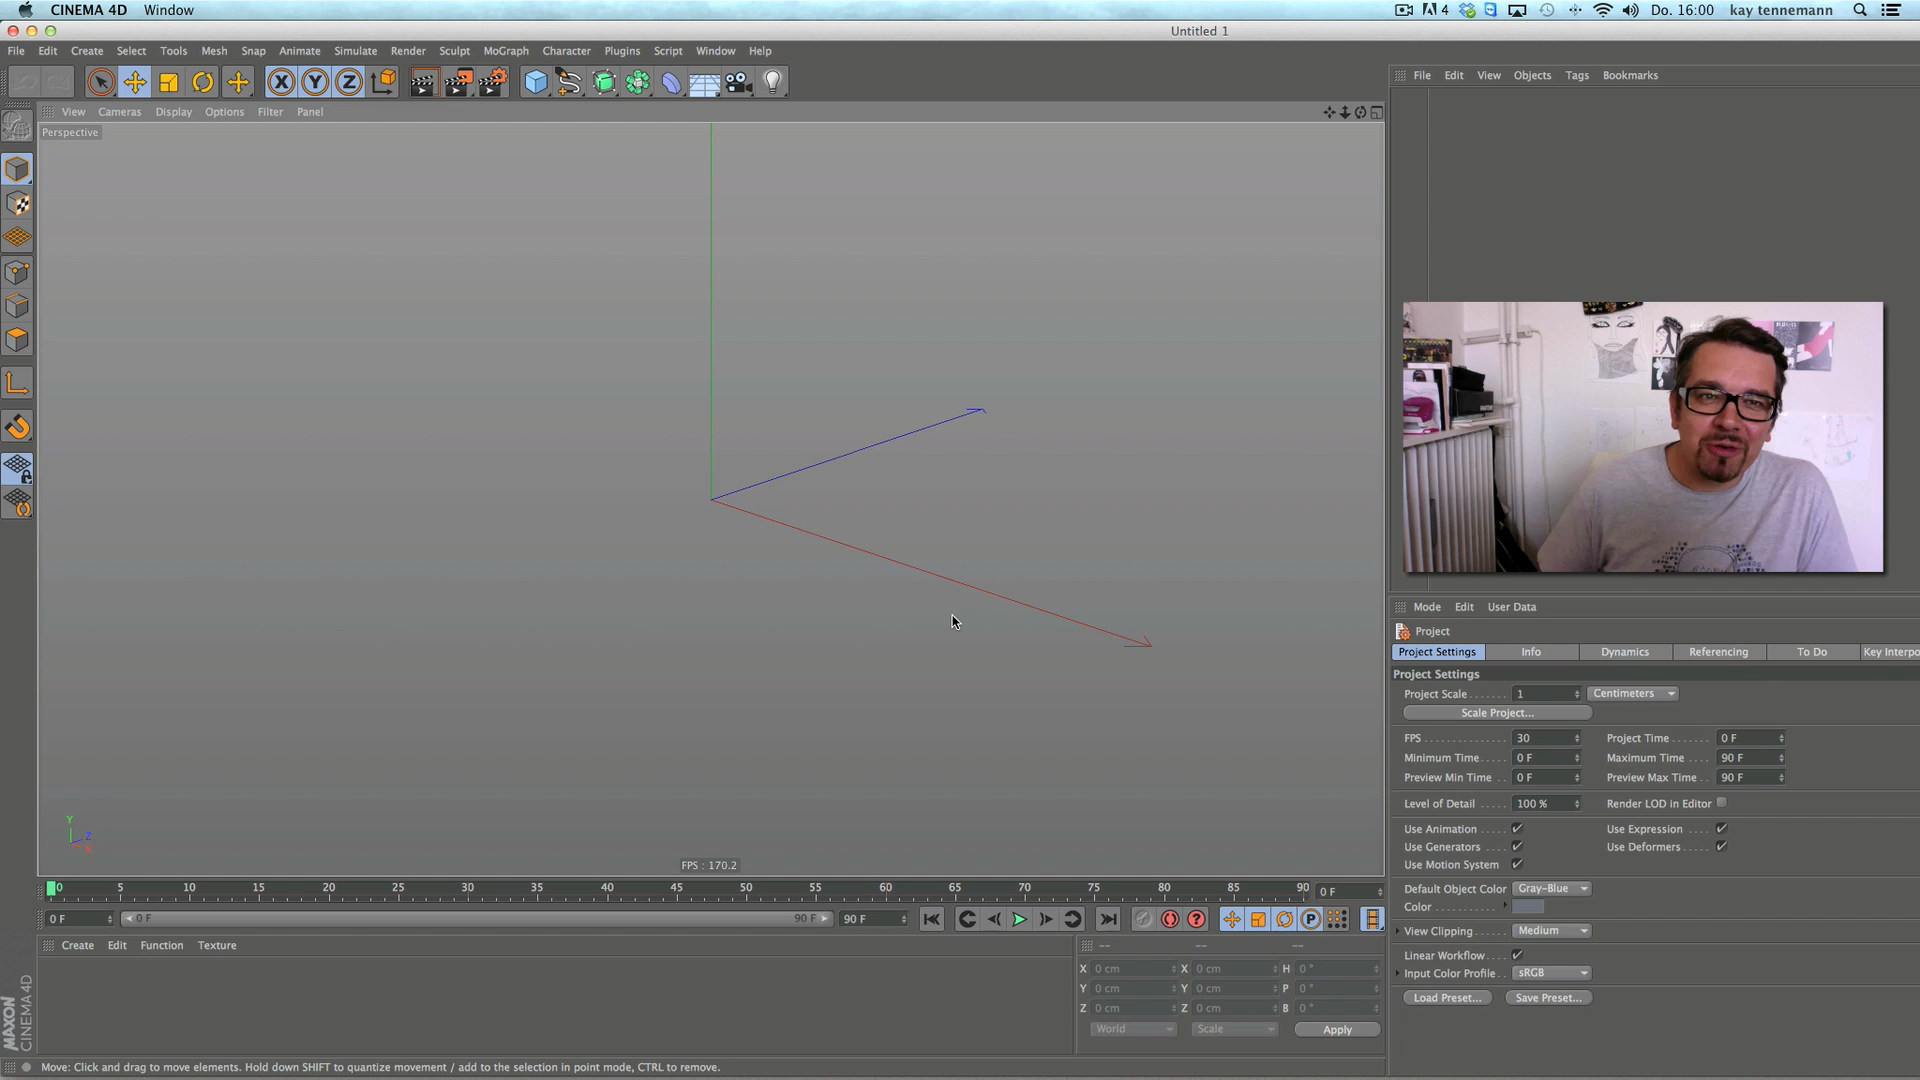 CINEMA 4D Window
4 Do. 16:00 kay tennemann
Untitled 1
File Edit Create Select Tools Mesh Snap Animate Simulate Render Sculpt MoGraph Character Plugins Script Window Help
File Edit View Objects Tags Bookmarks
X Y Z
View Cameras Display Options Filter Panel
Perspective
Mode Edit User Data
Project
Project Settings Info Dynamics Referencing To Do Key Interpo
Project Settings
Project Scale 1 Centimeters
Scale Project...
FPS 30 Project Time 0 F
Minimum Time 0 F Maximum Time 90 F
Preview Min Time 0 F Preview Max Time 90 F
Level of Detail 100 % Render LOD in Editor
Use Animation Use Expression
Use Generators Use Deformers
Use Motion System
Default Object Color Gray-Blue
Color
View Clipping Medium
Linear Workflow
Input Color Profile sRGB
Load Preset... Save Preset...
Y
Z
X
FPS : 170.2
0 5 10 15 20 25 30 35 40 45 50 55 60 65 70 75 80 85 90 0 F
0 F 0 F 90 F 90 F P
Create Edit Function Texture
-- -- --
X 0 cm X 0 cm H 0 °
Y 0 cm Y 0 cm P 0 °
Z 0 cm Z 0 cm B 0 °
World Scale Apply
MAXON
CINEMA 4D
Move: Click and drag to move elements. Hold down SHIFT to quantize movement / add to the selection in point mode, CTRL to remove.